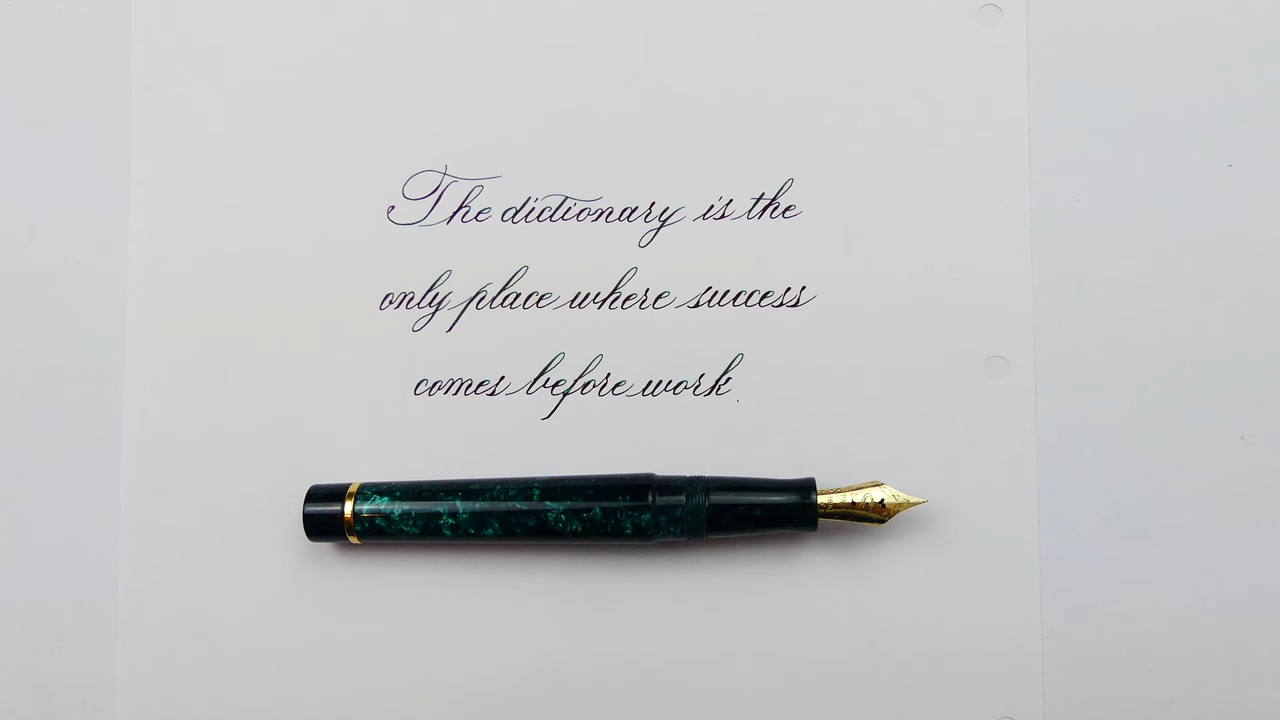 The dictionary is the
only place where success
comes before work.